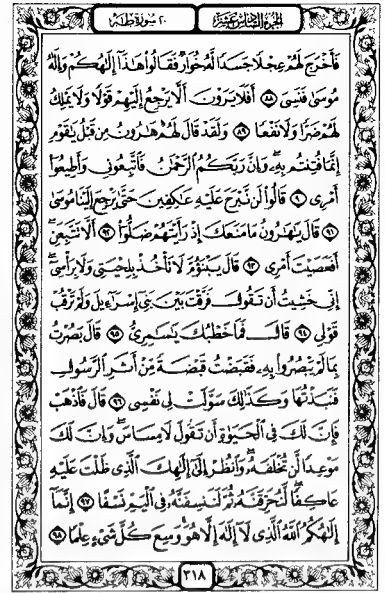 الجزء السادس عشر
٢٠ سورة طه
فَأَخْرَجَ لَهُمْ عِجْلًا جَسَدًا لَّهُ خُوَارٌ فَقَالُوا۟ هَٰذَآ إِلَٰهُكُمْ وَإِلَٰهُ
مُوسَىٰ فَنَسِىَ ٨٨ أَفَلَا يَرَوْنَ أَلَّا يَرْجِعُ إِلَيْهِمْ قَوْلًا وَلَا يَمْلِكُ
لَهُمْ ضَرًّا وَلَا نَفْعًا ٨٩ وَلَقَدْ قَالَ لَهُمْ هَٰرُونُ مِن قَبْلُ يَٰقَوْمِ
إِنَّمَا فُتِنتُم بِهِۦ وَإِنَّ رَبَّكُمُ ٱلرَّحْمَٰنُ فَٱتَّبِعُونِى وَأَطِيعُوٓا۟
أَمْرِى ٩٠ قَالُوا۟ لَن نَّبْرَحَ عَلَيْهِ عَٰكِفِينَ حَتَّىٰ يَرْجِعَ إِلَيْنَا مُوسَىٰ
٩١ قَالَ يَٰهَٰرُونُ مَا مَنَعَكَ إِذْ رَأَيْتَهُمْ ضَلُّوٓا۟ ٩٢ أَلَّا تَتَّبِعَنِ
أَفَعَصَيْتَ أَمْرِى ٩٣ قَالَ يَبْنَؤُمَّ لَا تَأْخُذْ بِلِحْيَتِى وَلَا بِرَأْسِىٓ
إِنِّى خَشِيتُ أَن تَقُولَ فَرَّقْتَ بَيْنَ بَنِىٓ إِسْرَٰٓءِيلَ وَلَمْ تَرْقُبْ
قَوْلِى ٩٤ قَالَ فَمَا خَطْبُكَ يَٰسَٰمِرِىُّ ٩٥ قَالَ بَصُرْتُ
بِمَا لَمْ يَبْصُرُوا۟ بِهِۦ فَقَبَضْتُ قَبْضَةً مِّنْ أَثَرِ ٱلرَّسُولِ
فَنَبَذْتُهَا وَكَذَٰلِكَ سَوَّلَتْ لِى نَفْسِى ٩٦ قَالَ فَٱذْهَبْ
فَإِنَّ لَكَ فِى ٱلْحَيَوٰةِ أَن تَقُولَ لَا مِسَاسَ وَإِنَّ لَكَ
مَوْعِدًا لَّن تُخْلَفَهُۥ وَٱنظُرْ إِلَىٰٓ إِلَٰهِكَ ٱلَّذِى ظَلْتَ عَلَيْهِ
عَاكِفًا لَّنُحَرِّقَنَّهُۥ ثُمَّ لَنَنسِفَنَّهُۥ فِى ٱلْيَمِّ نَسْفًا ٩٧ إِنَّمَآ
إِلَٰهُكُمُ ٱللَّهُ ٱلَّذِى لَآ إِلَٰهَ إِلَّا هُوَ وَسِعَ كُلَّ شَىْءٍ عِلْمًا ٩٨
٣١٨